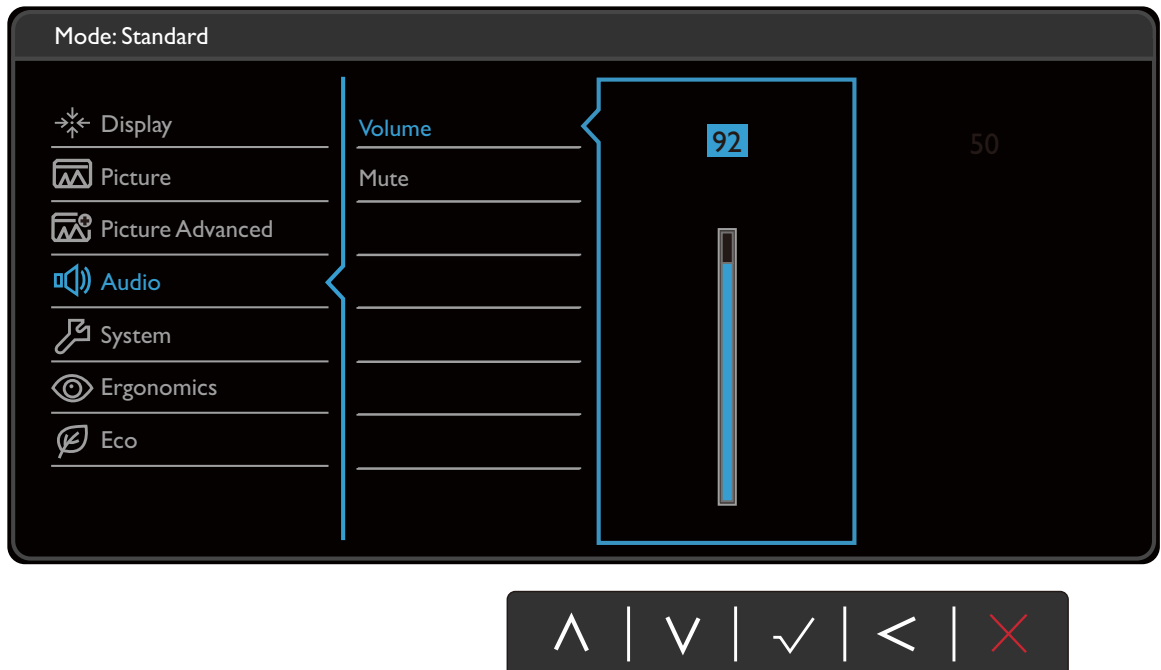 Mode: Standard
Display
Picture
Picture Advanced
Audio
System
Ergonomics
Eco
Volume
Mute
92
50